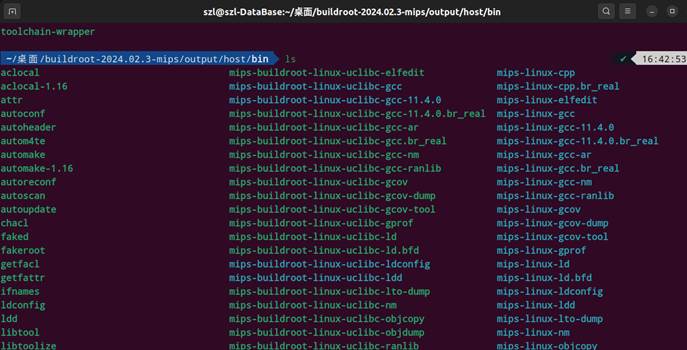 szl@szl-DataBase:~/桌面/buildroot-2024.02.3-mips/output/host/bin
toolchain-wrapper
~/桌面/buildroot-2024.02.3-mips/output/host/bin ls ✔ 16:42:53
aclocal mips-buildroot-linux-uclibc-elfedit mips-linux-cpp
aclocal-1.16 mips-buildroot-linux-uclibc-gcc mips-linux-cpp.br_real
attr mips-buildroot-linux-uclibc-gcc-11.4.0 mips-linux-elfedit
autoconf mips-buildroot-linux-uclibc-gcc-11.4.0.br_real mips-linux-gcc
autoheader mips-buildroot-linux-uclibc-gcc-ar mips-linux-gcc-11.4.0
autom4te mips-buildroot-linux-uclibc-gcc.br_real mips-linux-gcc-11.4.0.br_real
automake mips-buildroot-linux-uclibc-gcc-nm mips-linux-gcc-ar
automake-1.16 mips-buildroot-linux-uclibc-gcc-ranlib mips-linux-gcc.br_real
autoreconf mips-buildroot-linux-uclibc-gcov mips-linux-gcc-nm
autoscan mips-buildroot-linux-uclibc-gcov-dump mips-linux-gcc-ranlib
autoupdate mips-buildroot-linux-uclibc-gcov-tool mips-linux-gcov
chacl mips-buildroot-linux-uclibc-gprof mips-linux-gcov-dump
faked mips-buildroot-linux-uclibc-ld mips-linux-gcov-tool
fakeroot mips-buildroot-linux-uclibc-ld.bfd mips-linux-gprof
getfacl mips-buildroot-linux-uclibc-ldconfig mips-linux-ld
getfattr mips-buildroot-linux-uclibc-ldd mips-linux-ld.bfd
ifnames mips-buildroot-linux-uclibc-lto-dump mips-linux-ldconfig
ldconfig mips-buildroot-linux-uclibc-nm mips-linux-ldd
ldd mips-buildroot-linux-uclibc-objcopy mips-linux-lto-dump
libtool mips-buildroot-linux-uclibc-objdump mips-linux-nm
libtoolize mips-buildroot-linux-uclibc-ranlib mips-linux-objcopy